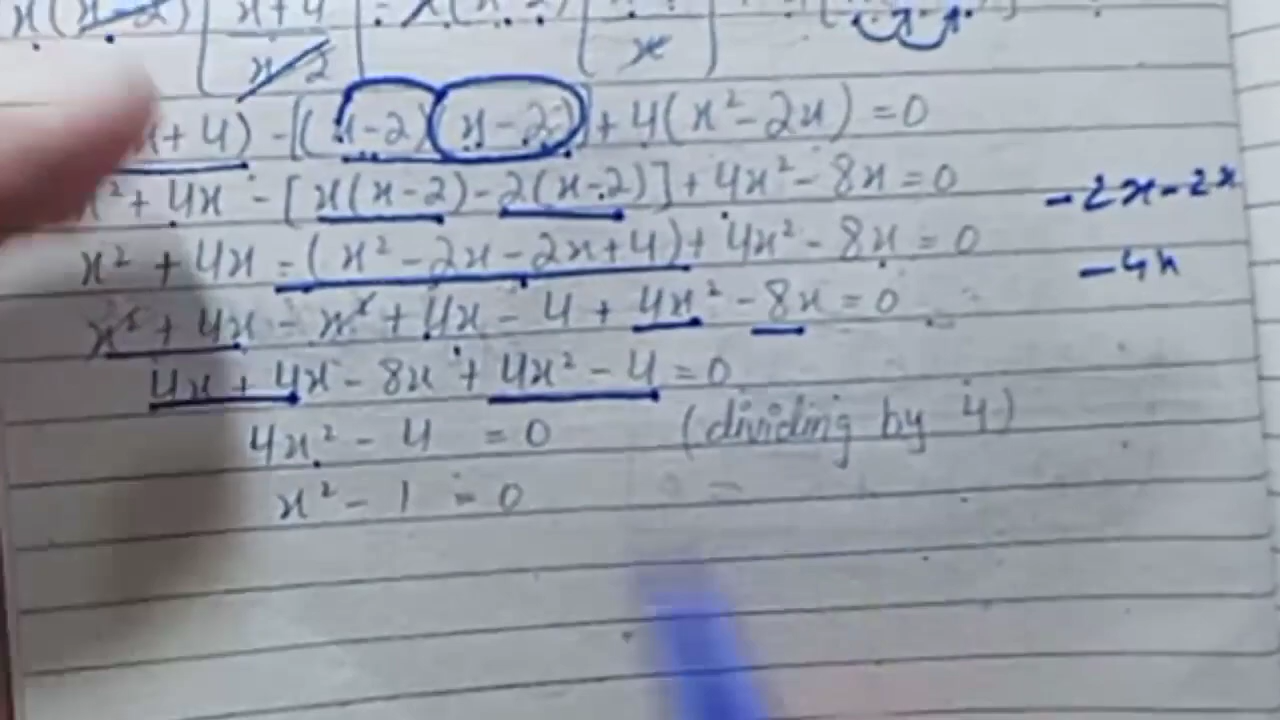 x+4
x-2
x
x+4) - [(x-2)(x-2)] + 4(x² - 2x) = 0
x² + 4x - [x(x-2) - 2(x-2)] + 4x² - 8x = 0
-2x-2x
x² + 4x = (x² - 2x - 2x + 4) + 4x² - 8x = 0
-4x
x² + 4x - x² + 4x - 4 + 4x² - 8x = 0
4x + 4x - 8x + 4x² - 4 = 0
4x² - 4 = 0 (dividing by 4)
x² - 1 = 0